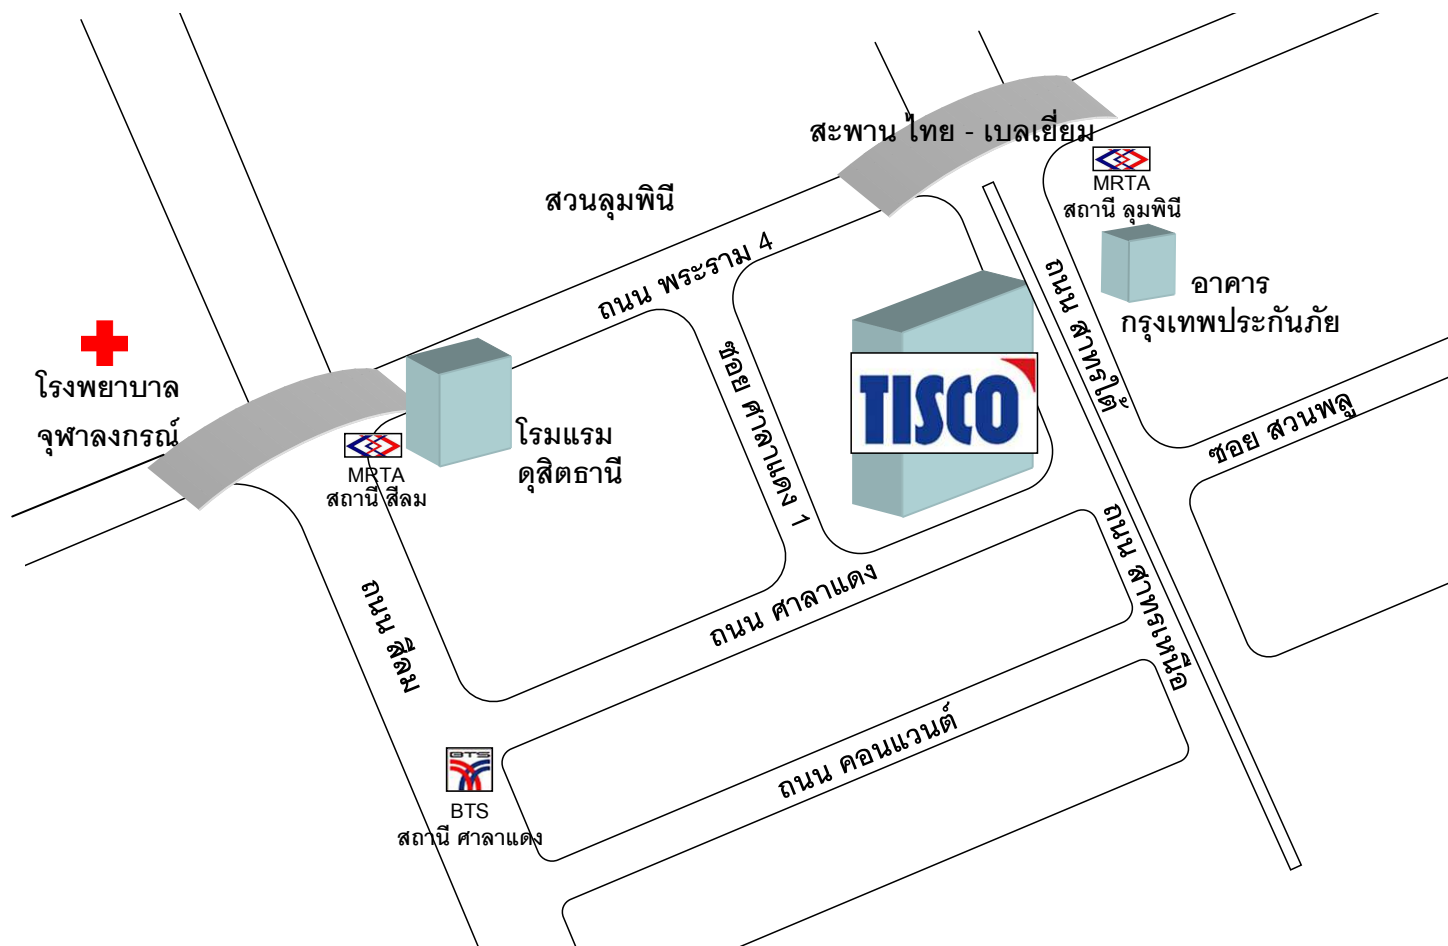 สะพาน ไทย - เบลเยี่ยม
MRTA
สถานี ลุมพินี
สวนลุมพินี
ถนน พระราม 4
ถนน สาทรใต้
อาคาร
กรุงเทพประกันภัย
โรงพยาบาล
จุฬาลงกรณ์
ซอย ศาลาแดง 1
TISCO
ซอย สวนพลู
โรมแรม
ดุสิตธานี
MRTA
สถานี สีลม
ถนน สาทรเหนือ
ถนน ศาลาแดง
ถนน สีลม
ถนน คอนแวนต์
BTS
BTS
สถานี ศาลาแดง